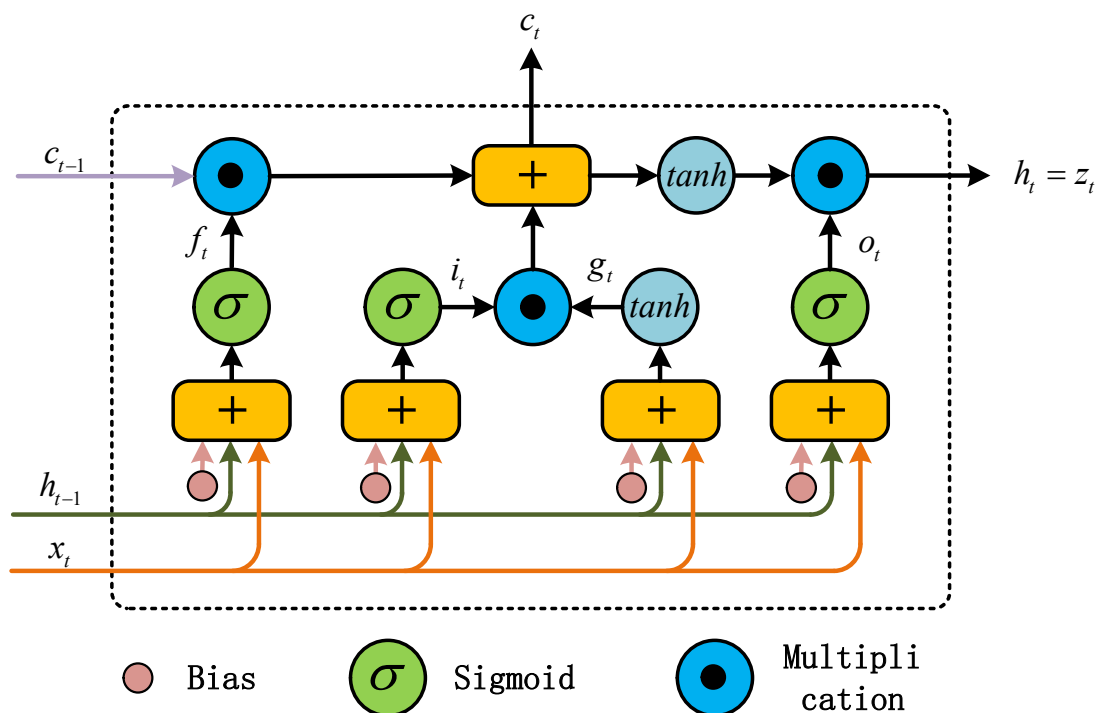 c_t
c_{t-1}
+
tanh
h_t = z_t
f_t
i_t
g_t
o_t
σ
σ
tanh
σ
+
+
+
+
h_{t-1}
x_t
Bias
σ
Sigmoid
Multipli
cation